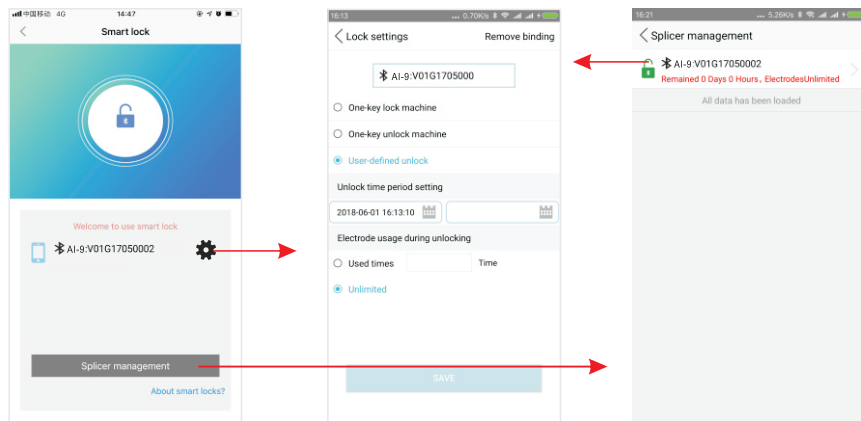 中国移动 4G 14:47
Smart lock
Welcome to use smart lock
AI-9:V01G17050002
Splicer management
About smart locks?
16:13 ... 0.70K/s
Lock settings Remove binding
AI-9:V01G1705000
One-key lock machine
One-key unlock machine
User-defined unlock
Unlock time period setting
2018-06-01 16:13:10
Electrode usage during unlocking
Used times Time
Unlimited
SAVE
16:21 ... 5.26K/s
Splicer management
AI-9:V01G17050002
Remained 0 Days 0 Hours, ElectrodesUnlimited
All data has been loaded